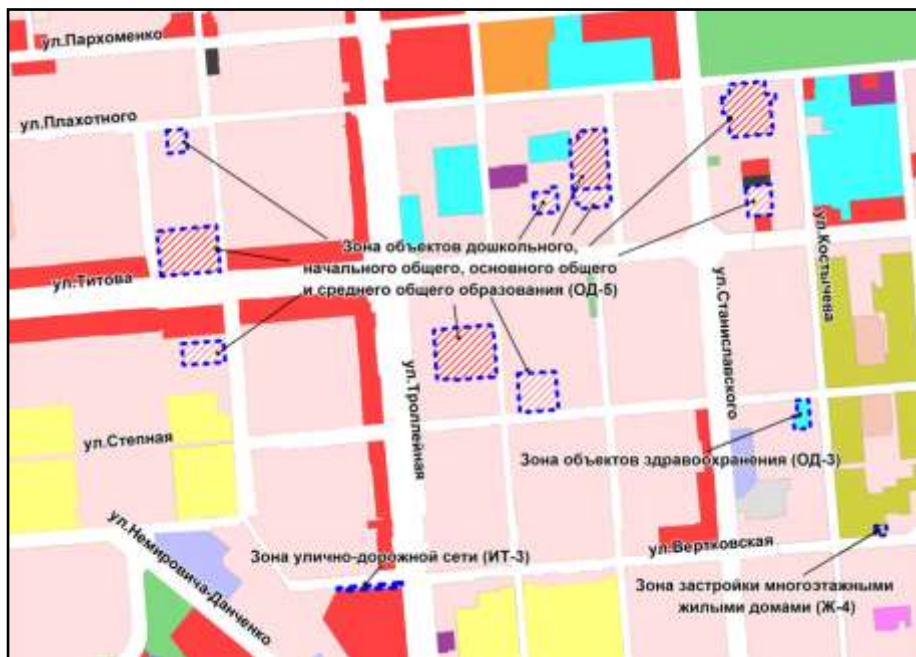 ул.Пархоменко
ул.Плахотного
ул.Костычева
Зона объектов дошкольного,
начального общего, основного общего
и среднего общего образования (ОД-5)
ул.Титова
ул.Станиславского
ул.Троллейная
ул.Степная
Зона объектов здравоохранения (ОД-3)
ул.Немировича-Данченко
Зона улично-дорожной сети (ИТ-3)
ул.Вертковская
Зона застройки многоэтажными
жилыми домами (Ж-4)